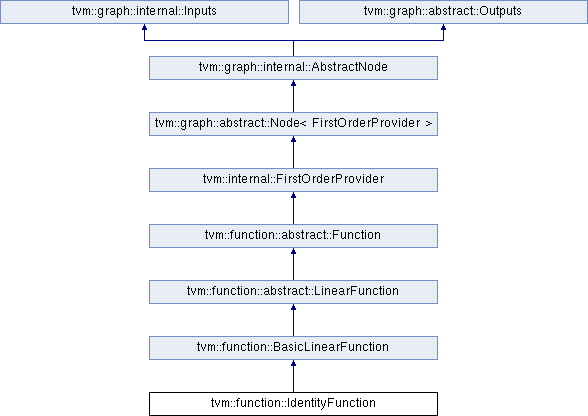 tvm::graph::internal::Inputs
tvm::graph::abstract::Outputs
tvm::graph::internal::AbstractNode
tvm::graph::abstract::Node< FirstOrderProvider >
tvm::internal::FirstOrderProvider
tvm::function::abstract::Function
tvm::function::abstract::LinearFunction
tvm::function::BasicLinearFunction
tvm::function::IdentityFunction